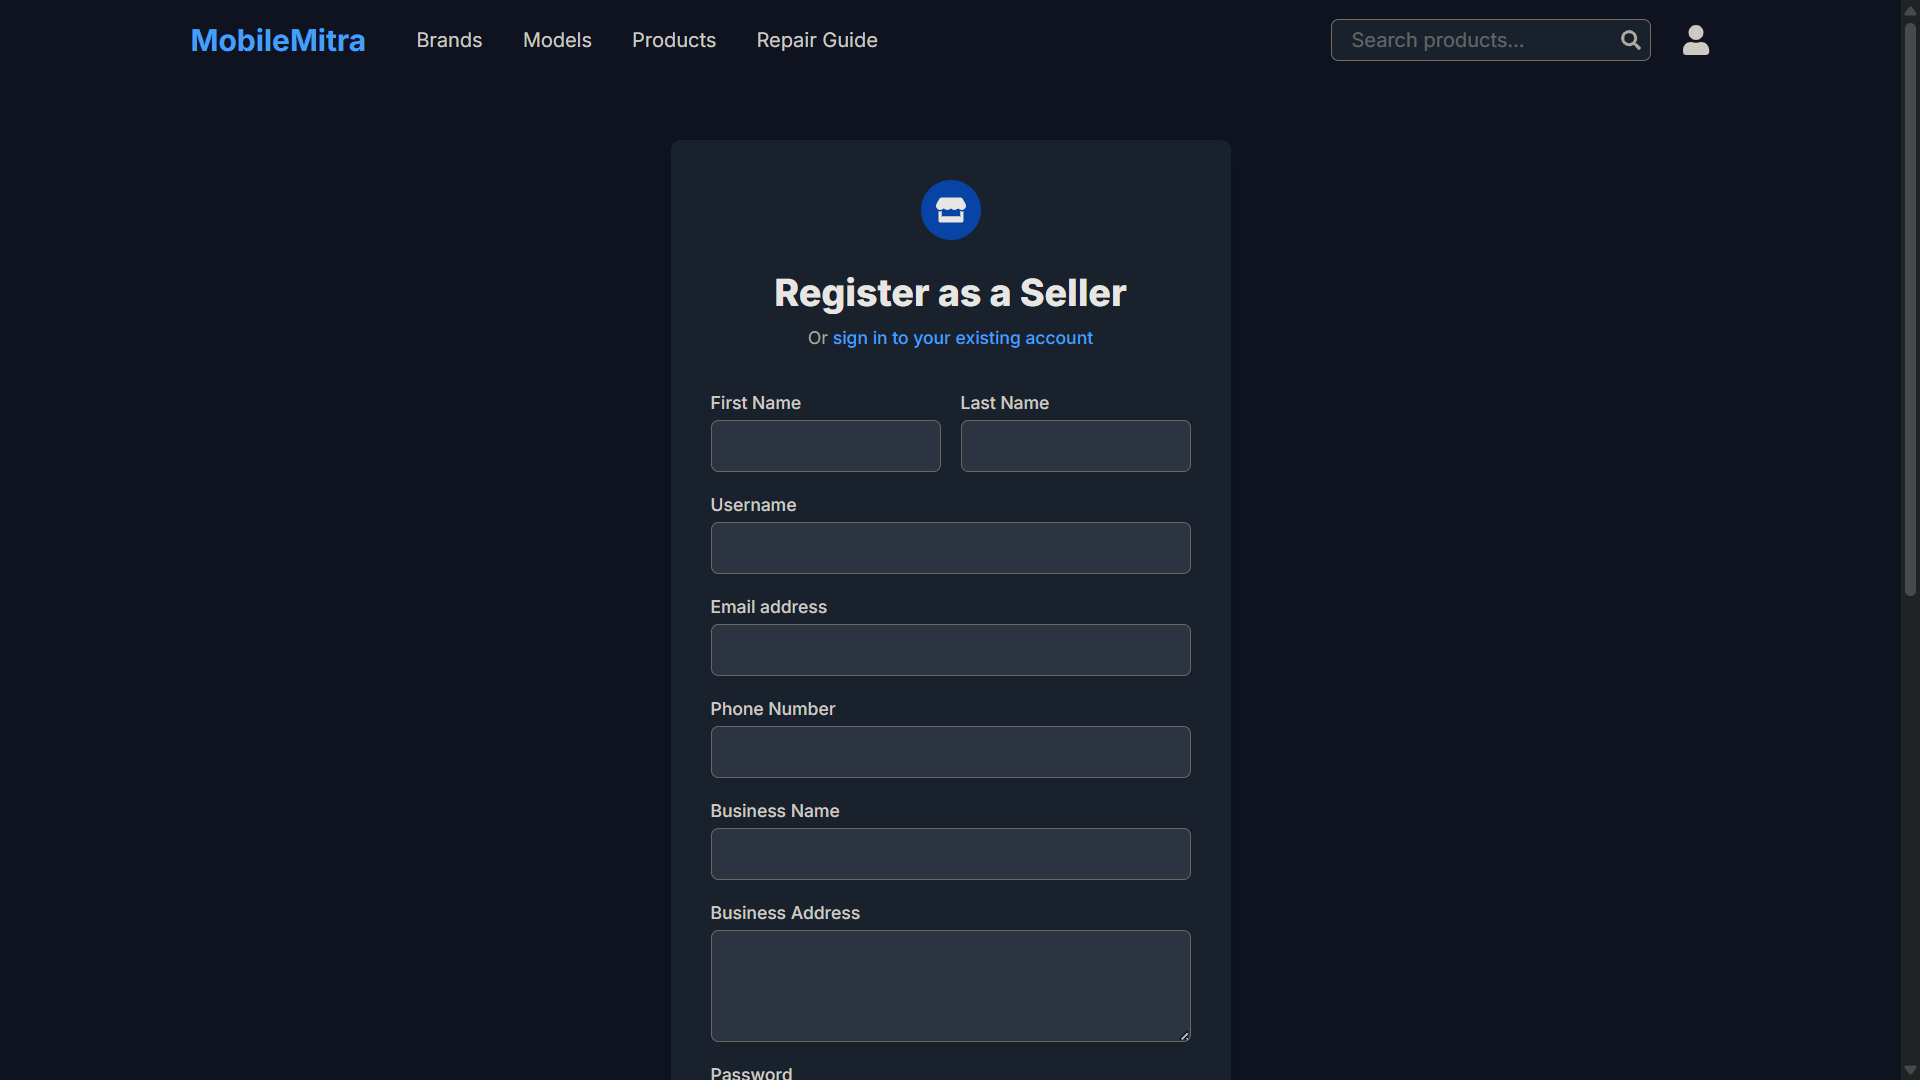 MobileMitra
Brands
Models
Products
Repair Guide
Search products...
Register as a Seller
Or sign in to your existing account
First Name
Last Name
Username
Email address
Phone Number
Business Name
Business Address
Password